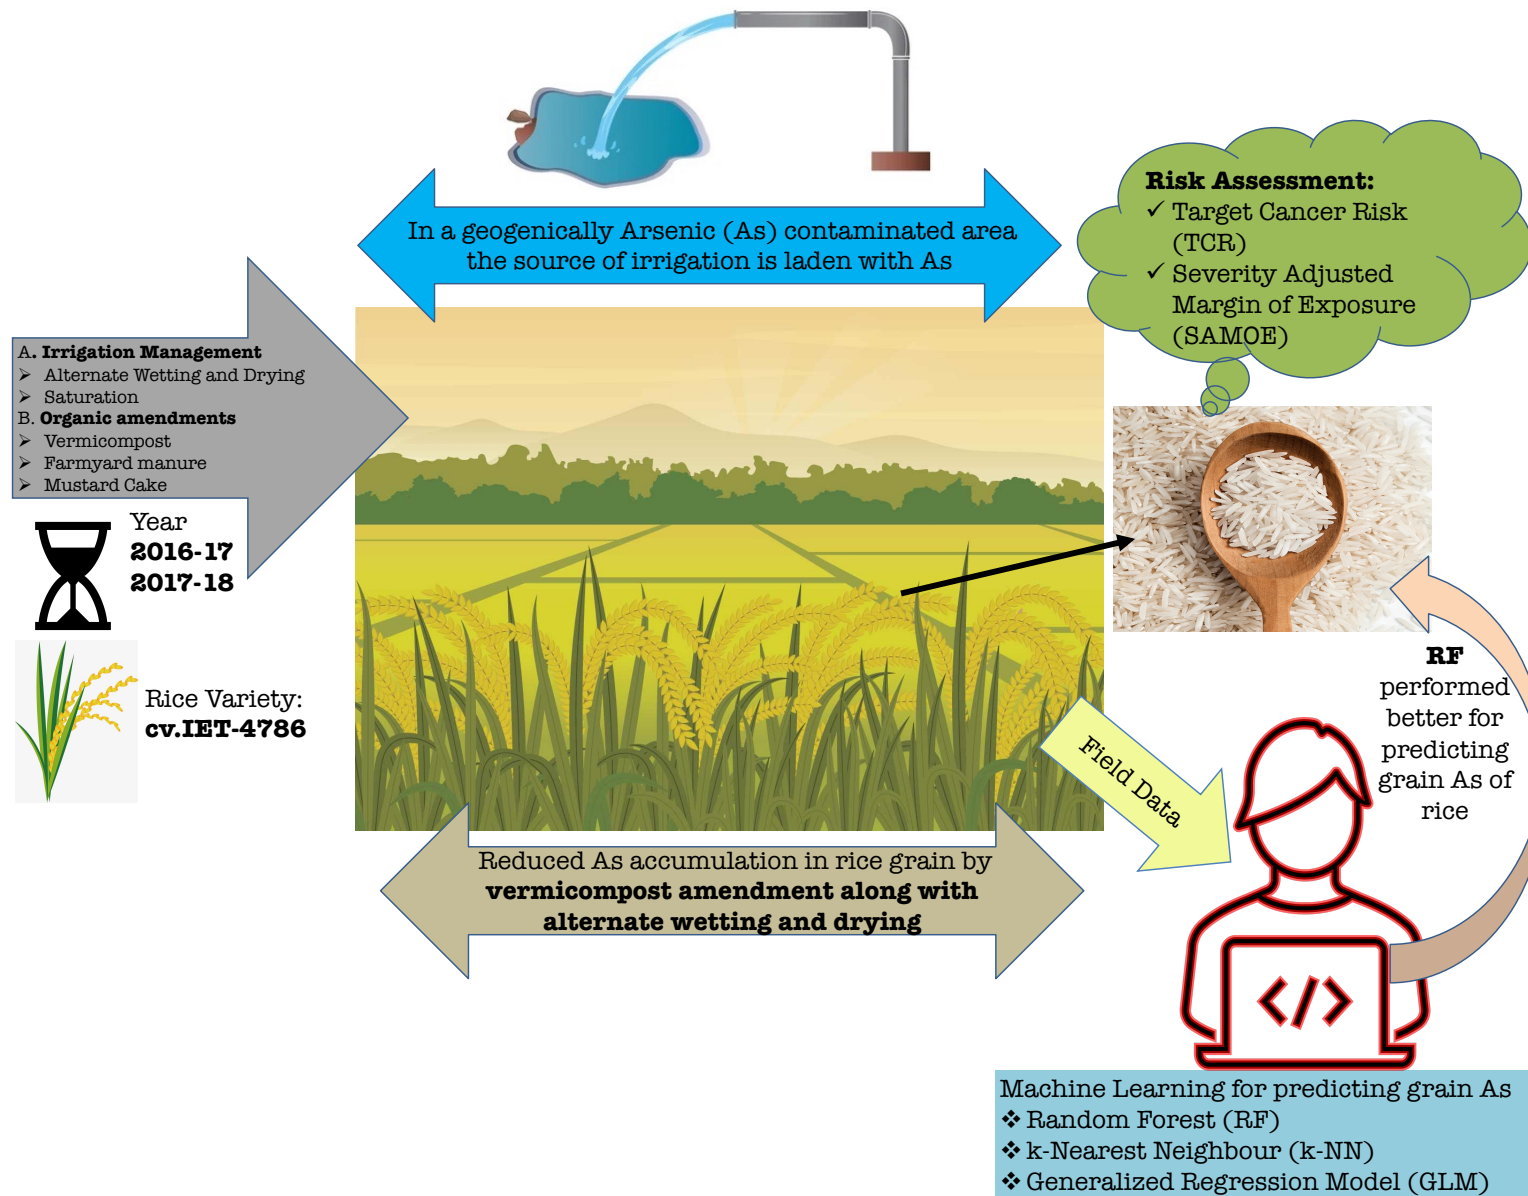 In a geogenically Arsenic (As) contaminated area
the source of irrigation is laden with As
Risk Assessment:
✓ Target Cancer Risk
(TCR)
✓ Severity Adjusted
Margin of Exposure
(SAMOE)
A. Irrigation Management
➢ Alternate Wetting and Drying
➢ Saturation
B. Organic amendments
➢ Vermicompost
➢ Farmyard manure
➢ Mustard Cake
Year
2016-17
2017-18
Rice Variety:
cv.IET-4786
RF
performed
better for
predicting
grain As of
rice
Field Data
Reduced As accumulation in rice grain by
vermicompost amendment along with
alternate wetting and drying
</>
Machine Learning for predicting grain As
❖ Random Forest (RF)
❖ k-Nearest Neighbour (k-NN)
❖ Generalized Regression Model (GLM)